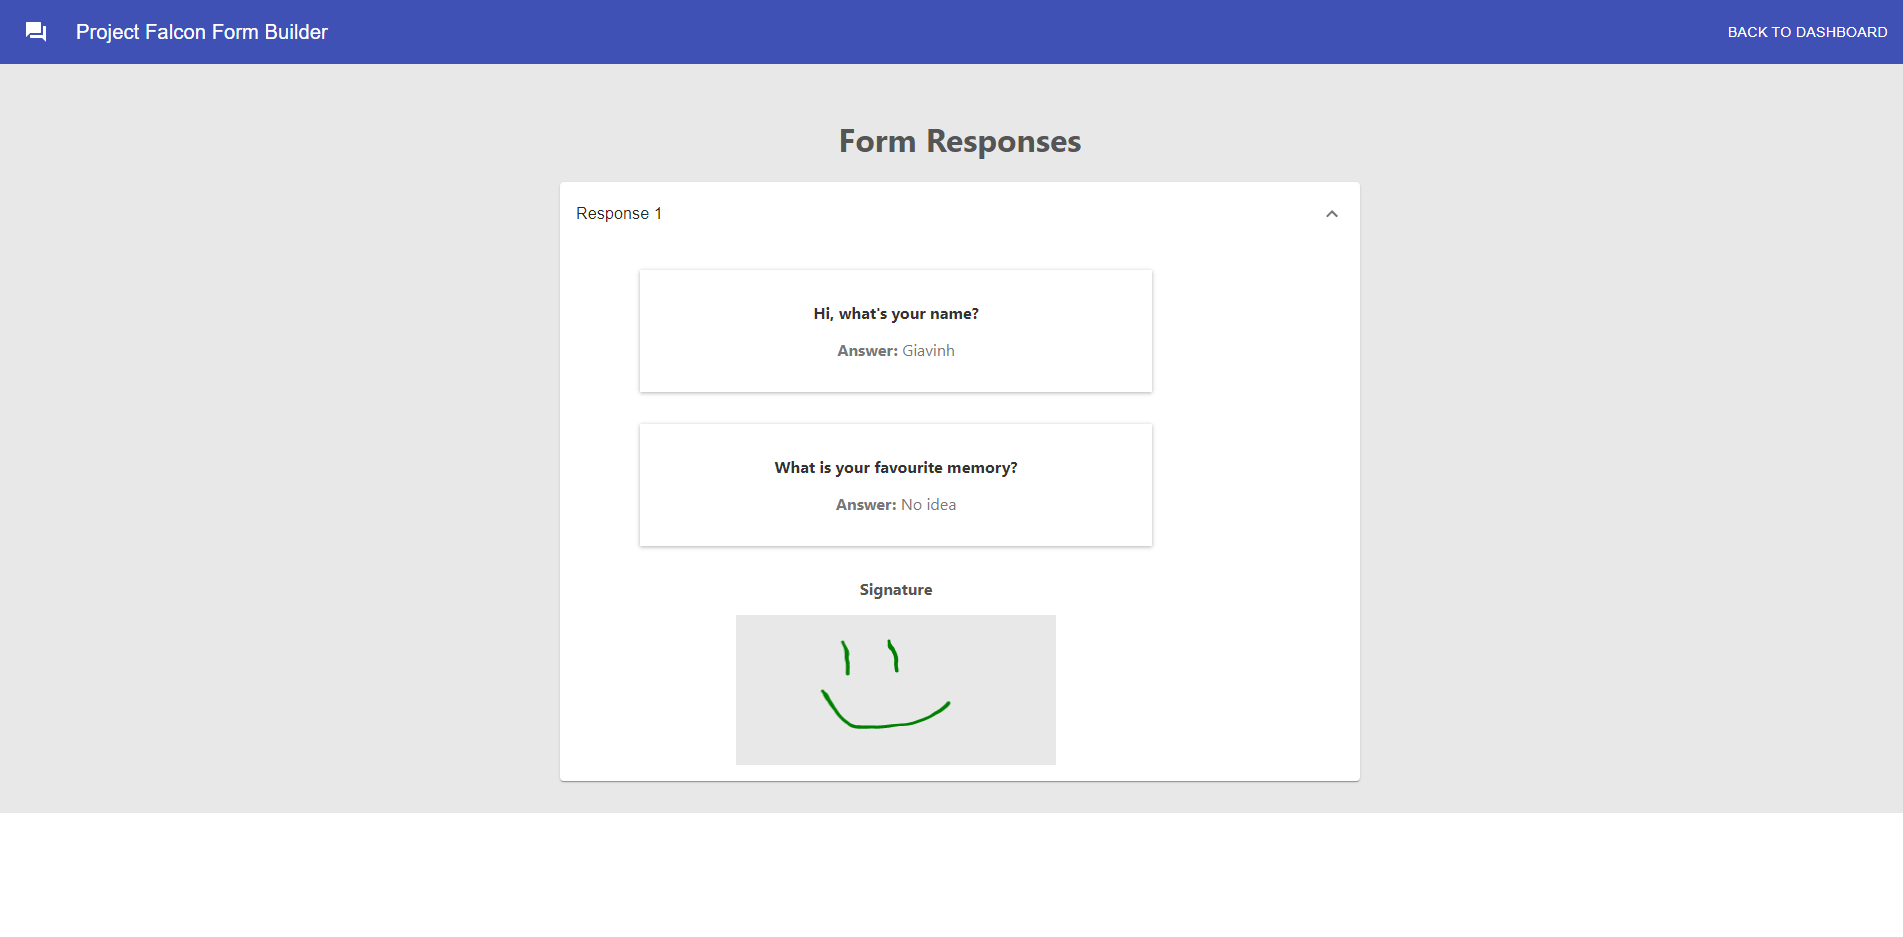 Project Falcon Form Builder
BACK TO DASHBOARD
Form Responses
Response 1
Hi, what's your name?
Answer: Giavinh
What is your favourite memory?
Answer: No idea
Signature